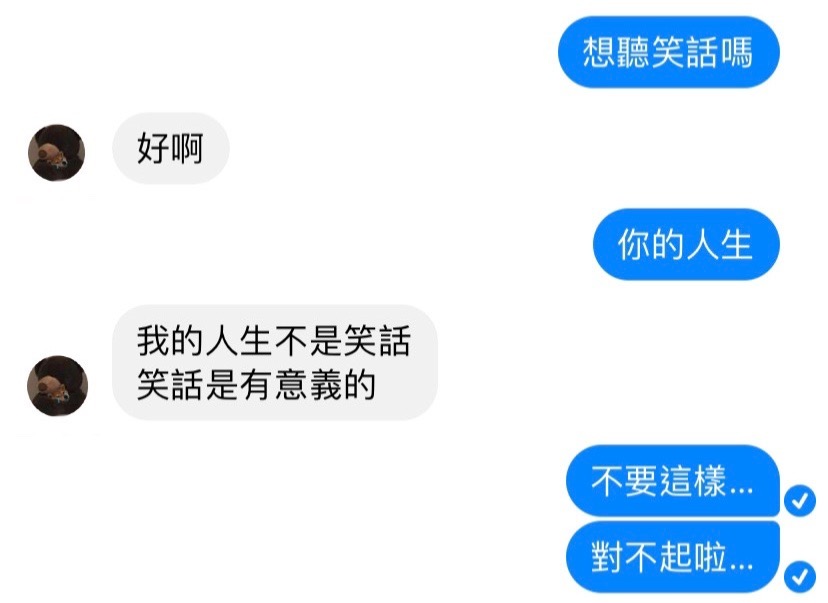 想聽笑話嗎
好啊
你的人生
我的人生不是笑話
笑話是有意義的
不要這樣...
對不起啦...